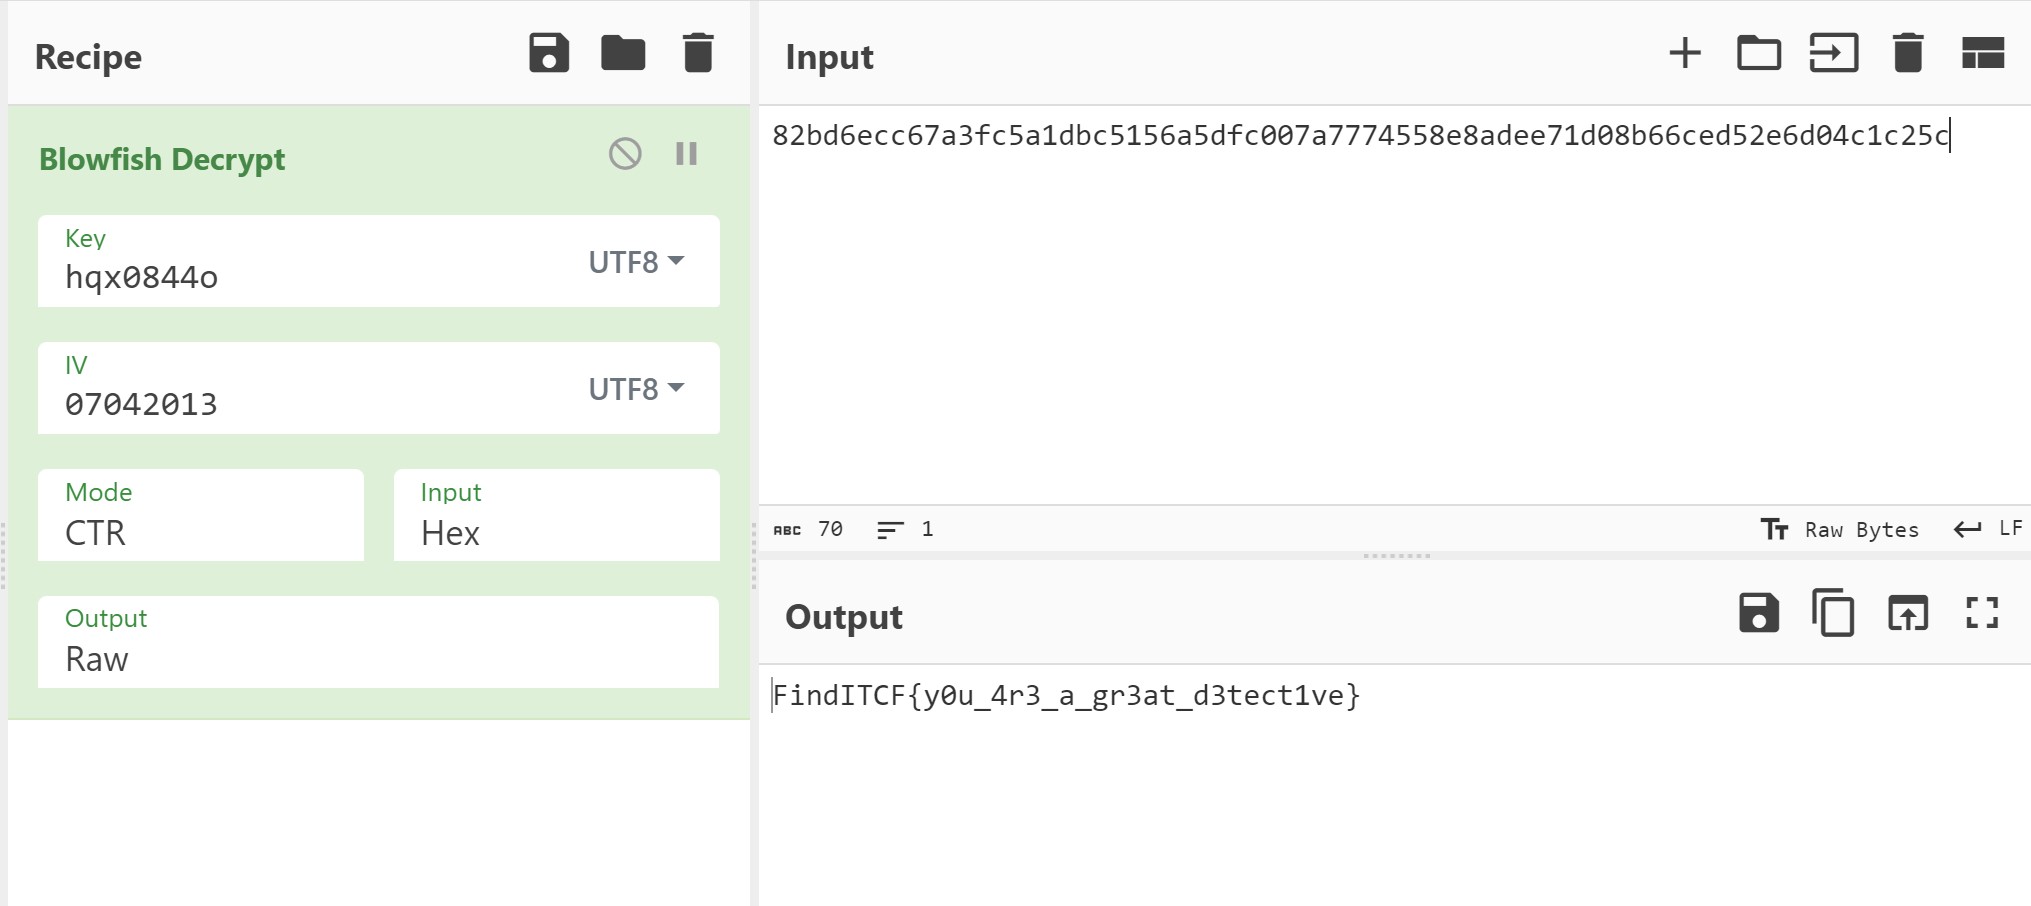 Recipe
Blowfish Decrypt
Key
hqx0844o
UTF8
IV
07042013
UTF8
Mode
CTR
Input
Hex
Output
Raw
Input
82bd6ecc67a3fc5a1dbc5156a5dfc007a7774558e8adee71d08b66ced52e6d04c1c25c
ABC 70 1
Tт Raw Bytes LF
Output
FindITCF{y0u_4r3_a_gr3at_d3tect1ve}